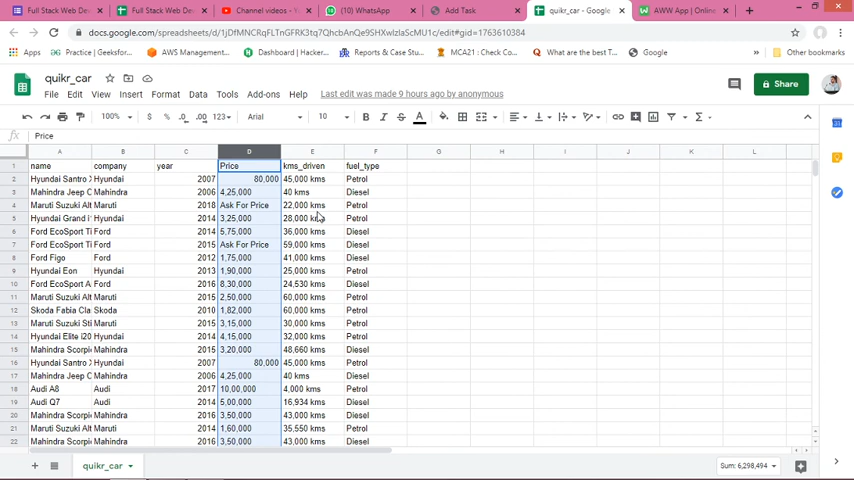 Full Stack Web De
Full Stack Web De
Channel videos - Y
(10) WhatsApp
Add Task
quikr_car - Google
AWW App | Online
docs.google.com/spreadsheets/d/1jDfMNCRqFLTnGFRK3tq7QhcbAnQe9SHXwIzlaScMU1c/edit#gid=1763510384
Apps
Practice | Geeksfor...
AWS Management...
Dashboard | Hacker...
Reports & Case Stu...
MCA21 : Check Co...
What are the best T...
Google
Other bookmarks
quikr_car
File Edit View Insert Format Data Tools Add-ons Help
Last edit was made 9 hours ago by anonymous
Share
100% $ % .0 .00 123 Arial 10 B I S A
fx Price
A B C D E F G H I J K L
1 name company year Price kms_driven fuel_type
2 Hyundai Santro Hyundai 2007 80,000 45,000 kms Petrol
3 Mahindra Jeep C Mahindra 2006 4,25,000 40 kms Diesel
4 Maruti Suzuki Alt Maruti 2018 Ask For Price 22,000 kms Petrol
5 Hyundai Grand i Hyundai 2014 3,25,000 28,000 kms Petrol
6 Ford EcoSport Ti Ford 2014 5,75,000 36,000 kms Diesel
7 Ford EcoSport Ti Ford 2015 Ask For Price 59,000 kms Diesel
8 Ford Figo Ford 2012 1,75,000 41,000 kms Diesel
9 Hyundai Eon Hyundai 2013 1,90,000 25,000 kms Petrol
10 Ford EcoSport A Ford 2016 8,30,000 24,530 kms Diesel
11 Maruti Suzuki Alt Maruti 2015 2,50,000 60,000 kms Petrol
12 Skoda Fabia Cla Skoda 2010 1,82,000 60,000 kms Petrol
13 Maruti Suzuki Sti Maruti 2015 3,15,000 30,000 kms Petrol
14 Hyundai Elite i20 Hyundai 2014 4,15,000 32,000 kms Petrol
15 Mahindra Scorpi Mahindra 2015 3,20,000 48,660 kms Diesel
16 Hyundai Santro Hyundai 2007 80,000 45,000 kms Petrol
17 Mahindra Jeep C Mahindra 2006 4,25,000 40 kms Diesel
18 Audi A8 Audi 2017 10,00,000 4,000 kms Petrol
19 Audi Q7 Audi 2014 5,00,000 16,934 kms Diesel
20 Mahindra Scorpi Mahindra 2016 3,50,000 43,000 kms Diesel
21 Maruti Suzuki Alt Maruti 2014 1,60,000 35,550 kms Petrol
22 Mahindra Scorpi Mahindra 2016 3,50,000 43,000 kms Diesel
quikr_car
Sum: 6,298,494